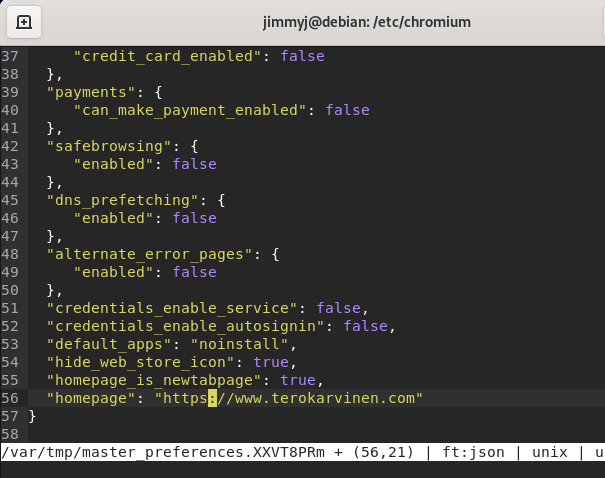 jimmyj@debian: /etc/chromium
37 "credit_card_enabled": false
38 },
39 "payments": {
40 "can_make_payment_enabled": false
41 },
42 "safebrowsing": {
43 "enabled": false
44 },
45 "dns_prefetching": {
46 "enabled": false
47 },
48 "alternate_error_pages": {
49 "enabled": false
50 },
51 "credentials_enable_service": false,
52 "credentials_enable_autosignin": false,
53 "default_apps": "noinstall",
54 "hide_web_store_icon": true,
55 "homepage_is_newtabpage": true,
56 "homepage": "https://www.terokarvinen.com"
57 }
58
/var/tmp/master_preferences.XXVT8PRm + (56,21) | ft:json | unix | u